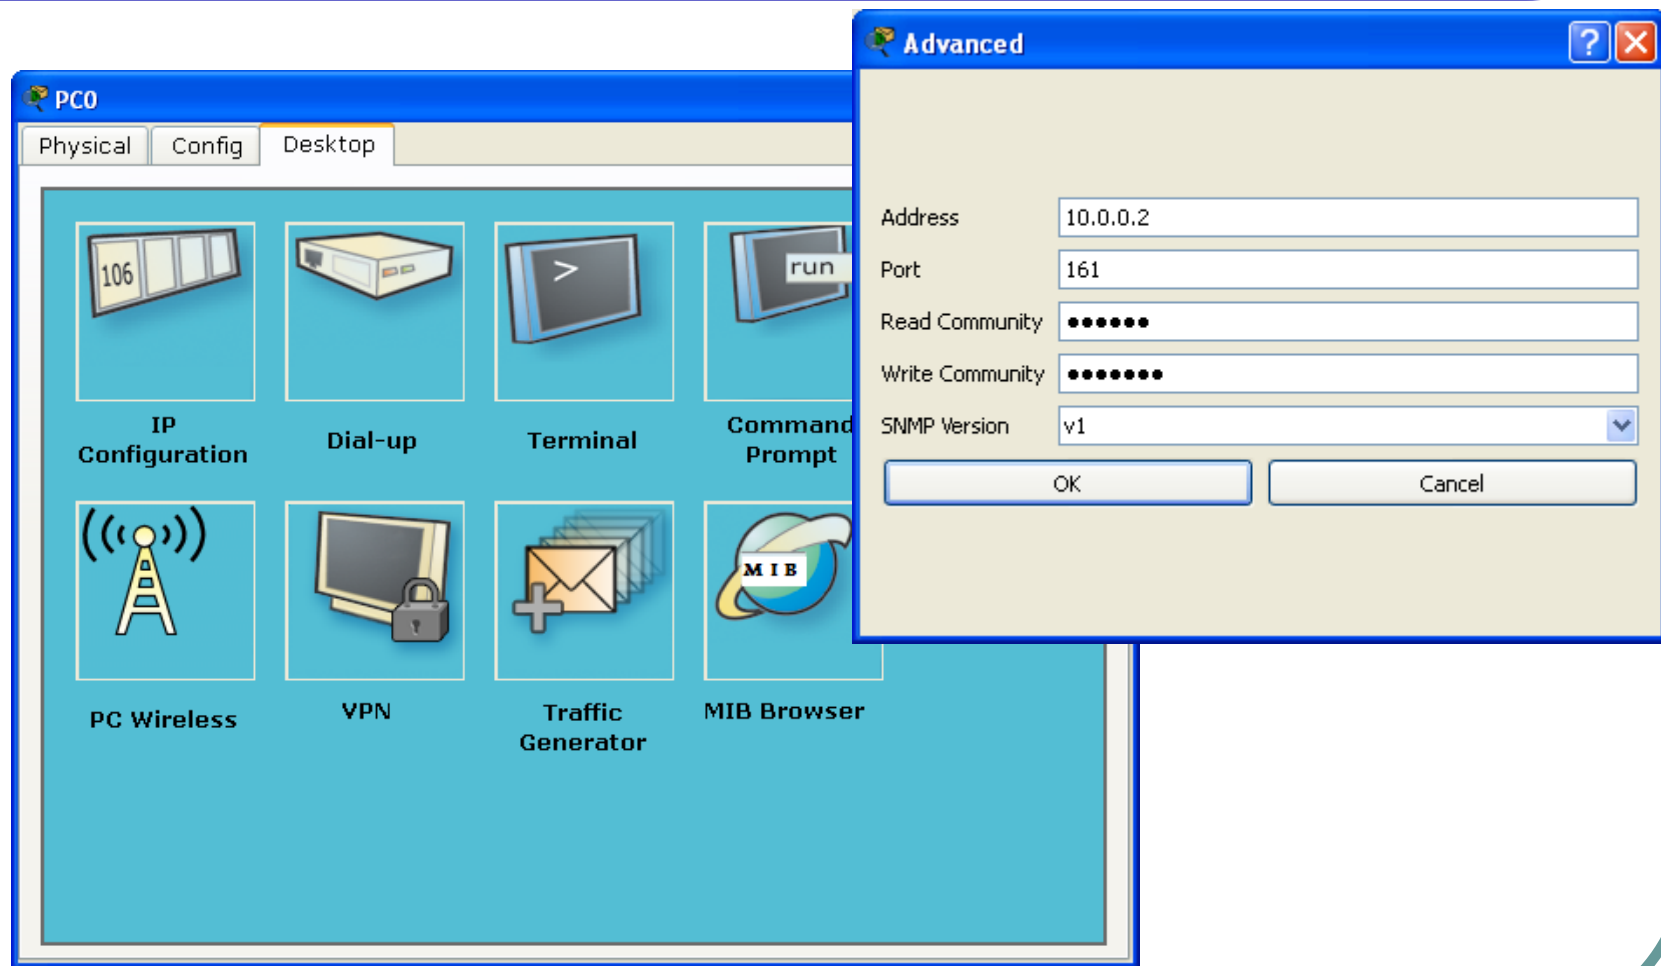 PC0
Physical
Config
Desktop
106
>
run
IP
Configuration
Dial-up
Terminal
Command
Prompt
MIB
PC Wireless
VPN
Traffic
Generator
MIB Browser
Advanced
?
Address
10.0.0.2
Port
161
Read Community
●●●●●●
Write Community
●●●●●●●
SNMP Version
v1
OK
Cancel